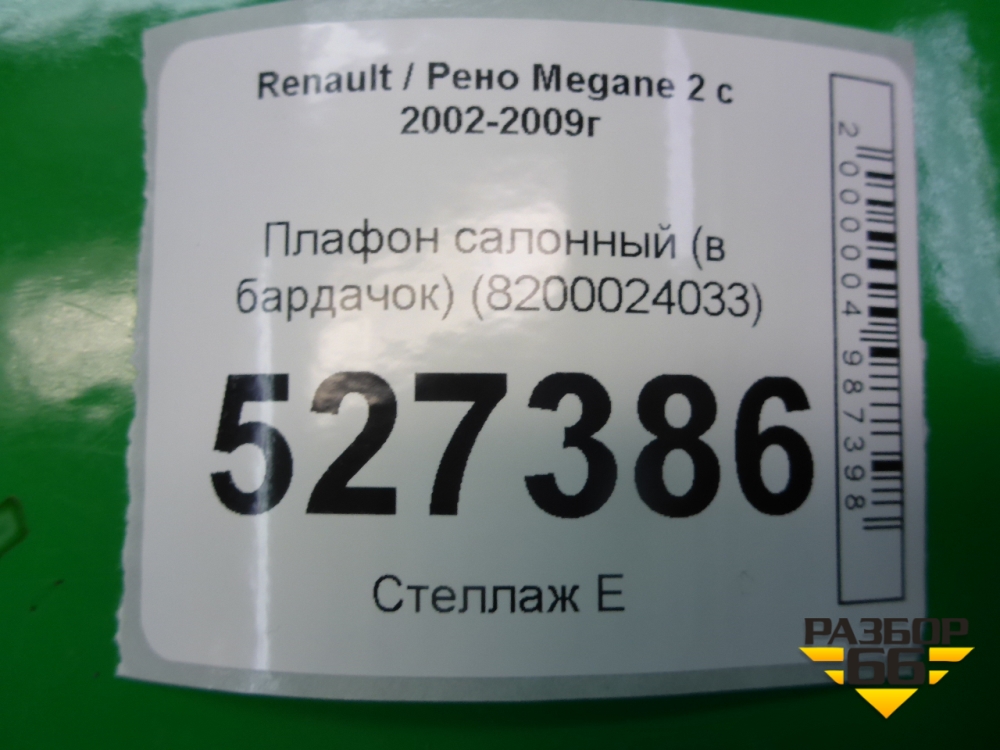 Renault / Рено Megane 2 с
2002-2009г
Плафон салонный (в
бардачок) (8200024033)
527386
Стеллаж Е
2000004987398
РАЗБОР
66